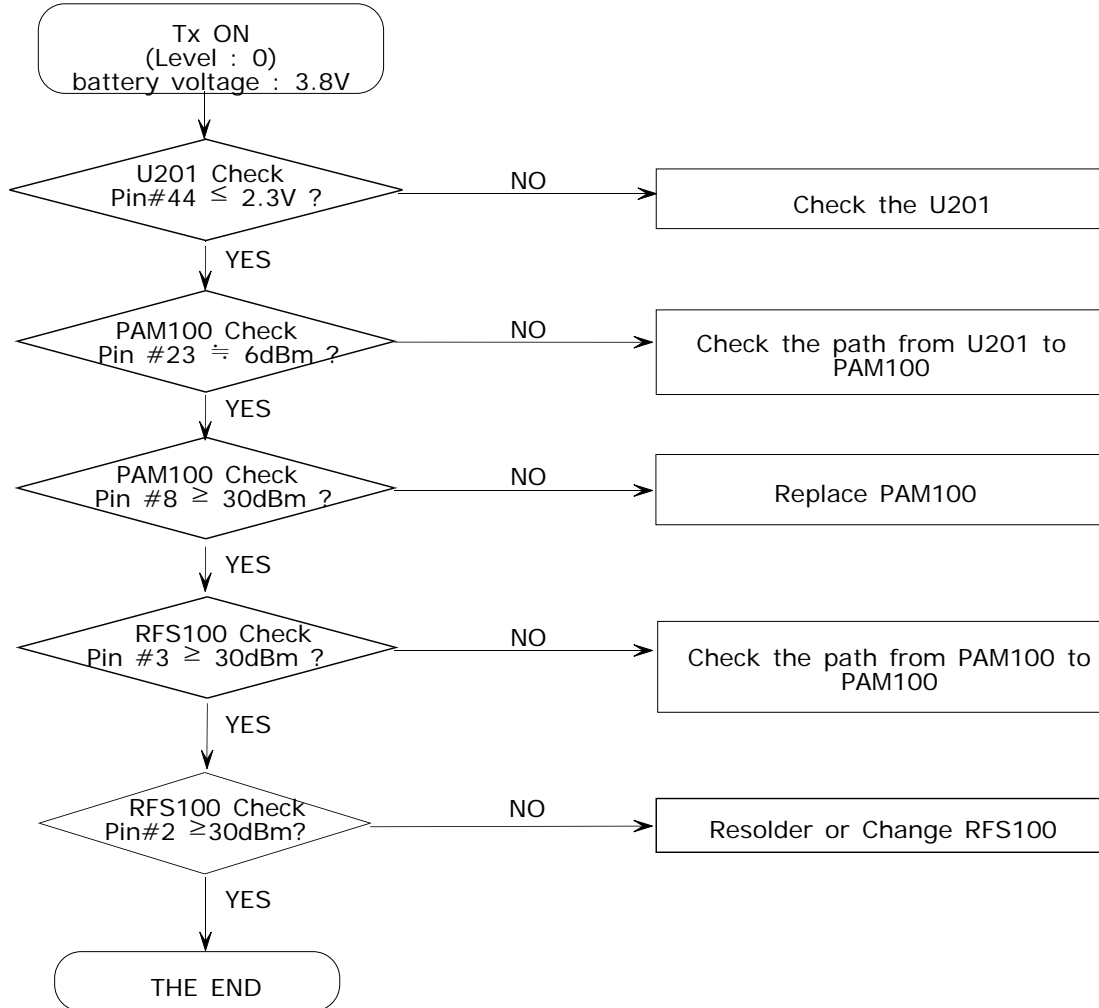 Tx ON
(Level : 0)
battery voltage : 3.8V
U201 Check
Pin#44 ≤ 2.3V ?
NO
Check the U201
YES
PAM100 Check
Pin #23 ≒ 6dBm ?
NO
Check the path from U201 to
PAM100
YES
PAM100 Check
Pin #8 ≥ 30dBm ?
NO
Replace PAM100
YES
RFS100 Check
Pin #3 ≥ 30dBm ?
NO
Check the path from PAM100 to
PAM100
YES
RFS100 Check
Pin#2 ≥30dBm?
NO
Resolder or Change RFS100
YES
THE END